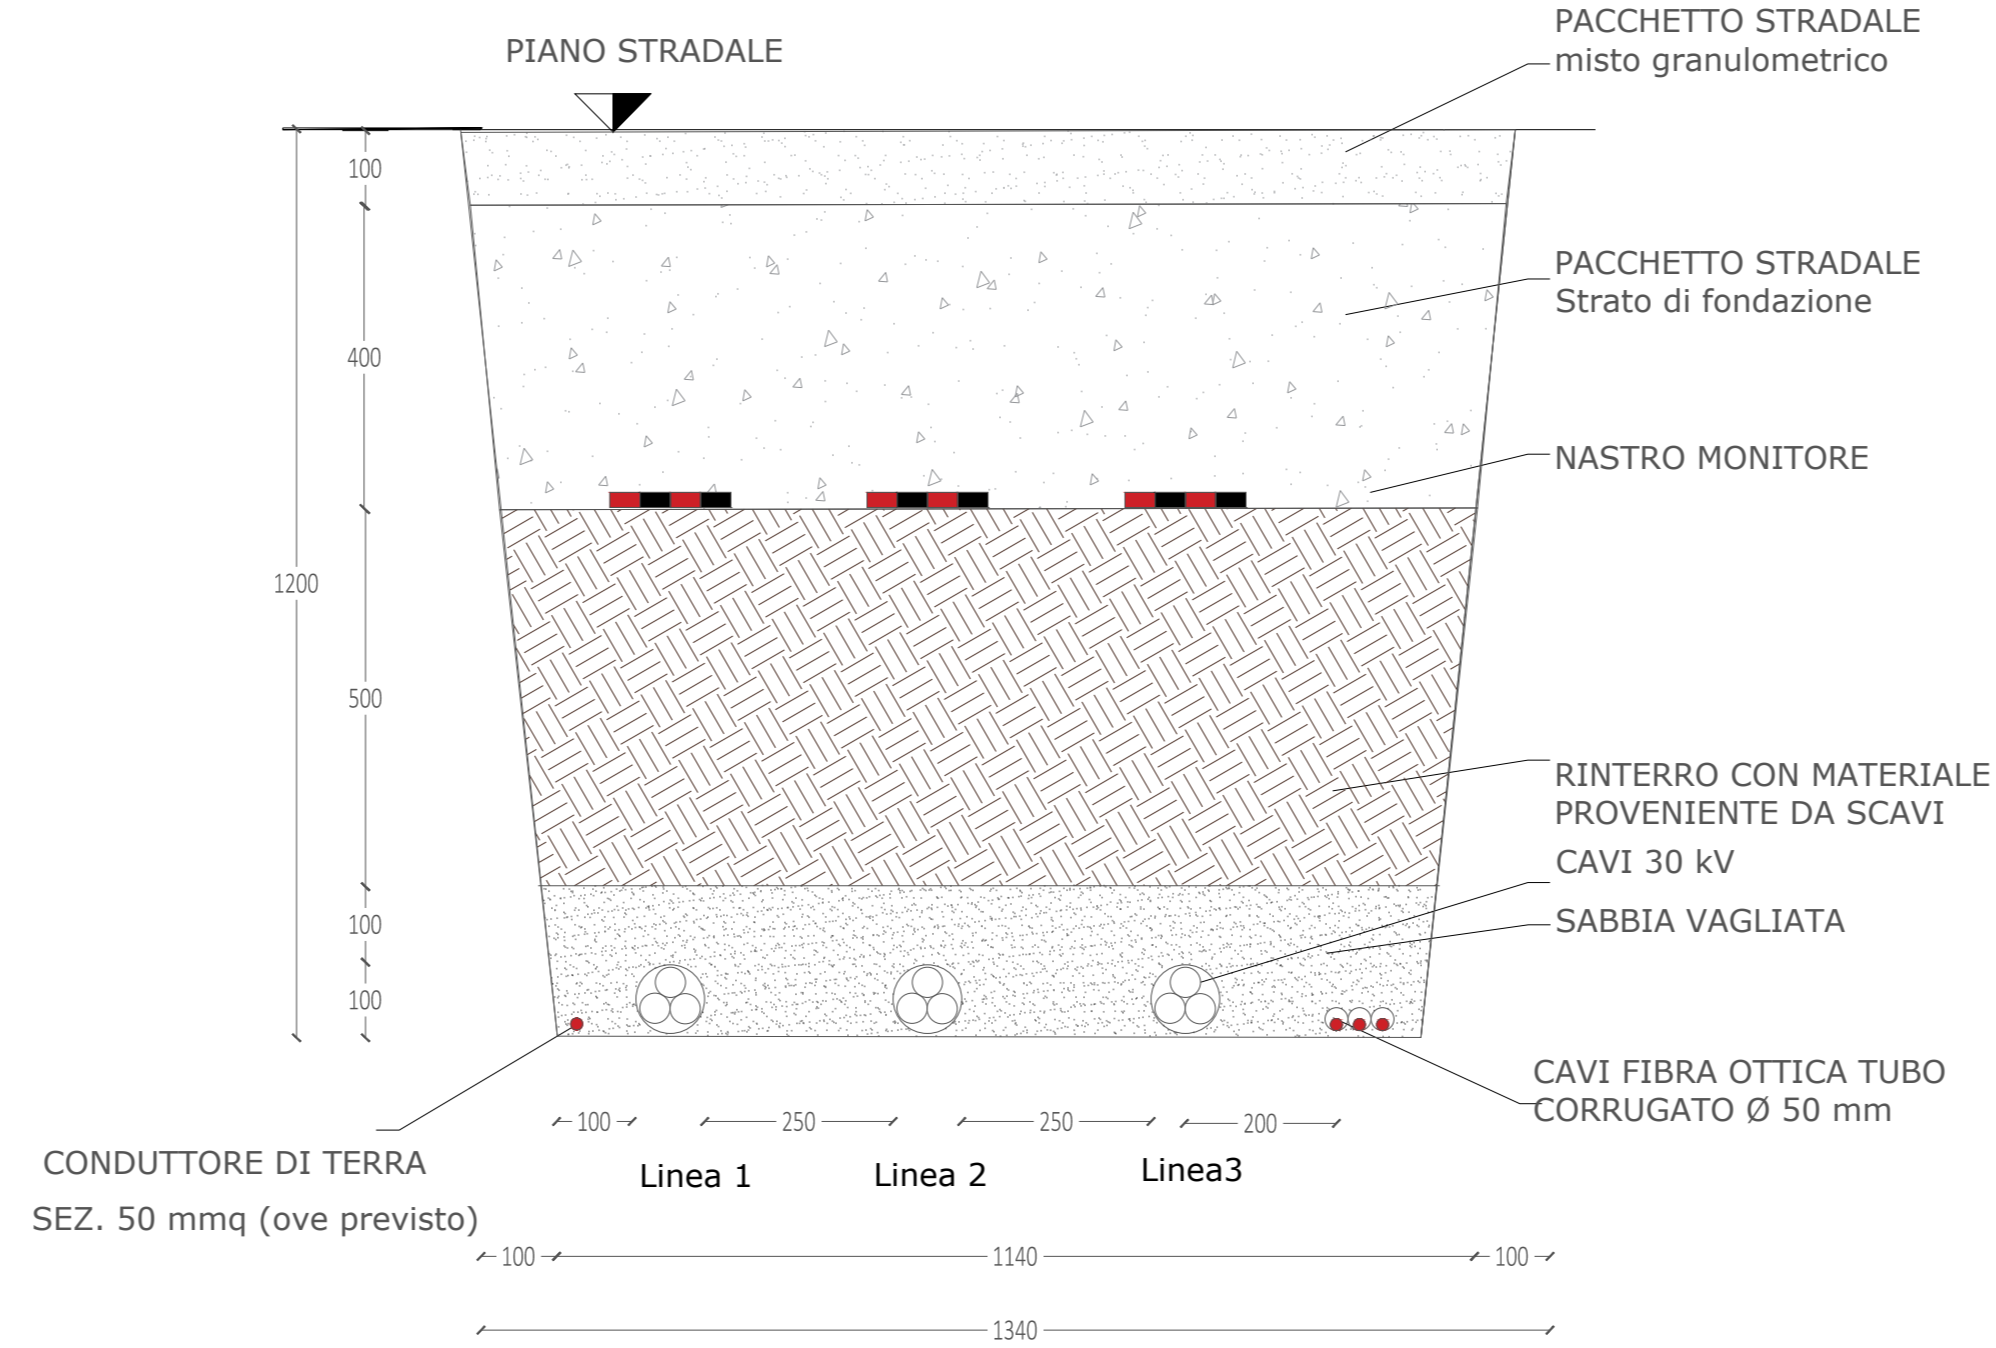 PIANO STRADALE
PACCHETTO STRADALE
misto granulometrico
100
PACCHETTO STRADALE
Strato di fondazione
400
NASTRO MONITORE
1200
500
RINTERRO CON MATERIALE
PROVENIENTE DA SCAVI
CAVI 30 kV
SABBIA VAGLIATA
100
100
CAVI FIBRA OTTICA TUBO
CORRUGATO Ø 50 mm
100 250 250 200
CONDUTTORE DI TERRA
SEZ. 50 mmq (ove previsto)
Linea 1 Linea 2 Linea3
100 1140 100
1340